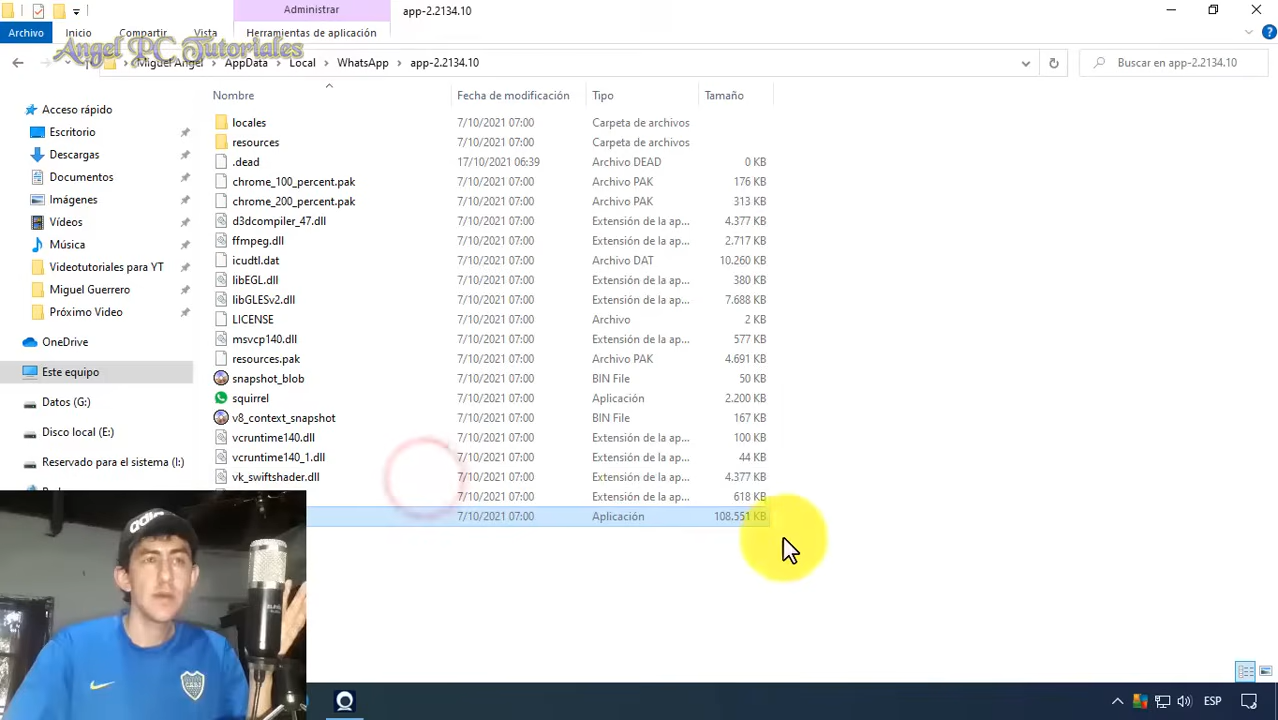 Administrar
app-2.2134.10
Archivo
Inicio
Compartir
Vista
Herramientas de aplicación
Angel PC Tutoriales
Miguel Angel
AppData
Local
WhatsApp
app-2.2134.10
Buscar en app-2.2134.10
Nombre
Fecha de modificación
Tipo
Tamaño
Acceso rápido
Escritorio
Descargas
Documentos
Imágenes
Vídeos
Música
Videotutoriales para YT
Miguel Guerrero
Próximo Video
OneDrive
Este equipo
Datos (G:)
Disco local (E:)
Reservado para el sistema (I:)
locales 7/10/2021 07:00 Carpeta de archivos
resources 7/10/2021 07:00 Carpeta de archivos
.dead 17/10/2021 06:39 Archivo DEAD 0 KB
chrome_100_percent.pak 7/10/2021 07:00 Archivo PAK 176 KB
chrome_200_percent.pak 7/10/2021 07:00 Archivo PAK 313 KB
d3dcompiler_47.dll 7/10/2021 07:00 Extensión de la ap... 4.377 KB
ffmpeg.dll 7/10/2021 07:00 Extensión de la ap... 2.717 KB
icudtl.dat 7/10/2021 07:00 Archivo DAT 10.260 KB
libEGL.dll 7/10/2021 07:00 Extensión de la ap... 380 KB
libGLESv2.dll 7/10/2021 07:00 Extensión de la ap... 7.688 KB
LICENSE 7/10/2021 07:00 Archivo 2 KB
msvcp140.dll 7/10/2021 07:00 Extensión de la ap... 577 KB
resources.pak 7/10/2021 07:00 Archivo PAK 4.691 KB
snapshot_blob 7/10/2021 07:00 BIN File 50 KB
squirrel 7/10/2021 07:00 Aplicación 2.200 KB
v8_context_snapshot 7/10/2021 07:00 BIN File 167 KB
vcruntime140.dll 7/10/2021 07:00 Extensión de la ap... 100 KB
vcruntime140_1.dll 7/10/2021 07:00 Extensión de la ap... 44 KB
vk_swiftshader.dll 7/10/2021 07:00 Extensión de la ap... 4.377 KB
7/10/2021 07:00 Extensión de la ap... 618 KB
7/10/2021 07:00 Aplicación 108.551 KB
ESP